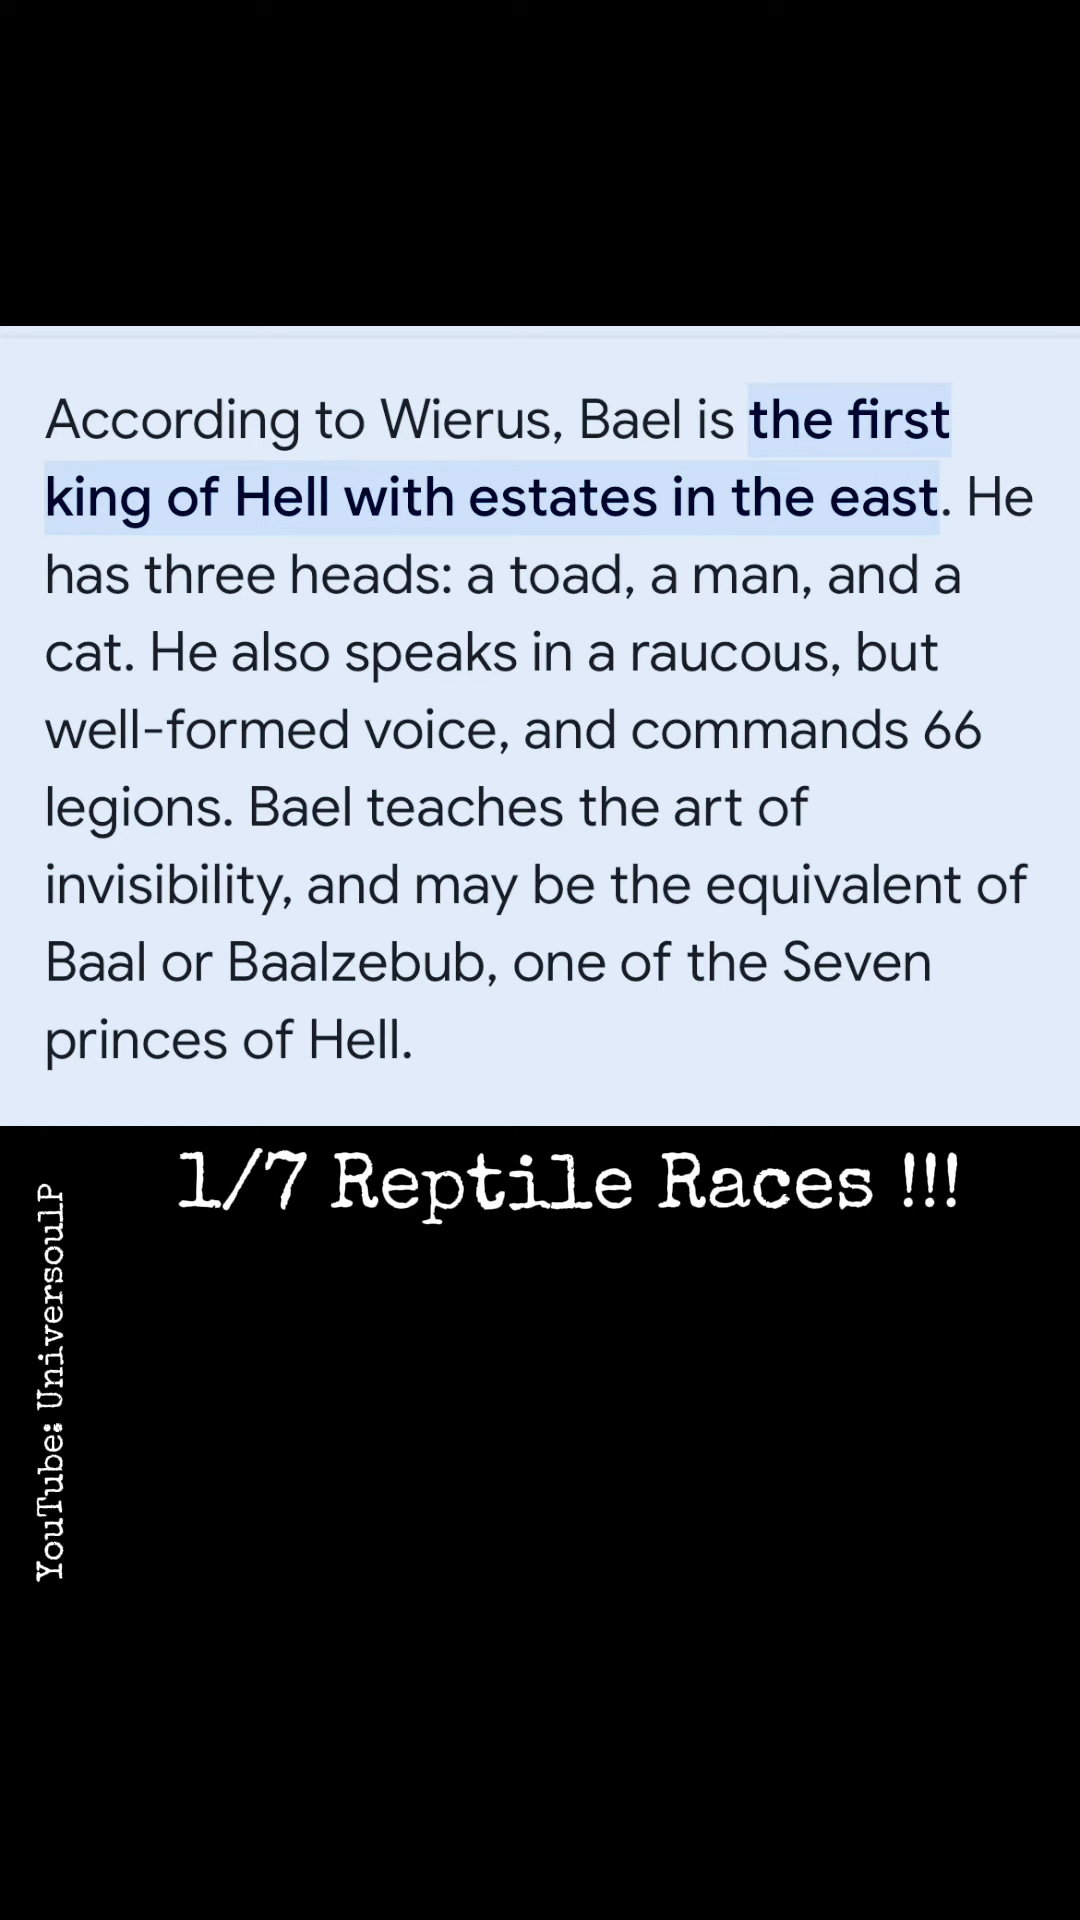 According to Wierus, Bael is the first
king of Hell with estates in the east. He
has three heads: a toad, a man, and a
cat. He also speaks in a raucous, but
well-formed voice, and commands 66
legions. Bael teaches the art of
invisibility, and may be the equivalent of
Baal or Baalzebub, one of the Seven
princes of Hell.
1/7 Reptile Races !!!
YouTube: UniversoulP